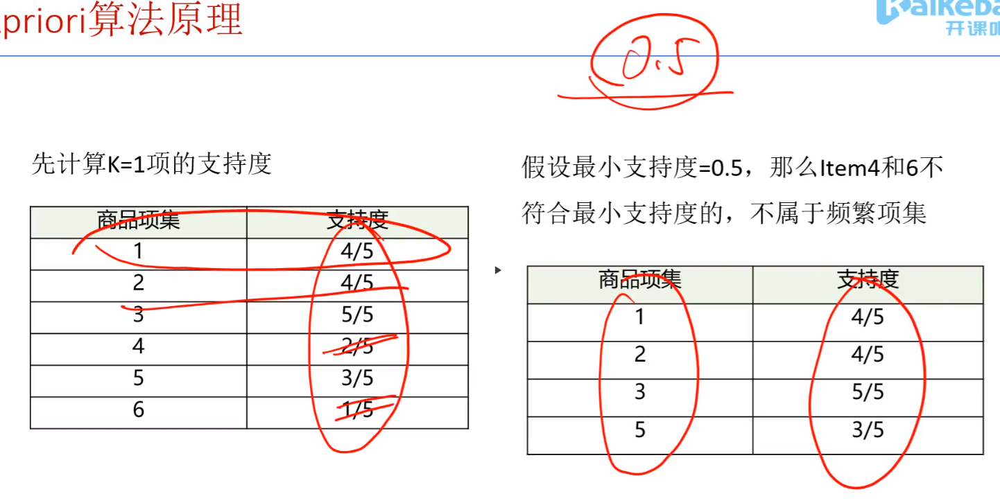 priori算法原理
aikeba
开课吧
0.5
先计算K=1项的支持度
商品项集 支持度
1 4/5
2 4/5
3 5/5
4 2/5
5 3/5
6 1/5
假设最小支持度=0.5，那么Item4和6不
符合最小支持度的，不属于频繁项集
商品项集 支持度
1 4/5
2 4/5
3 5/5
5 3/5